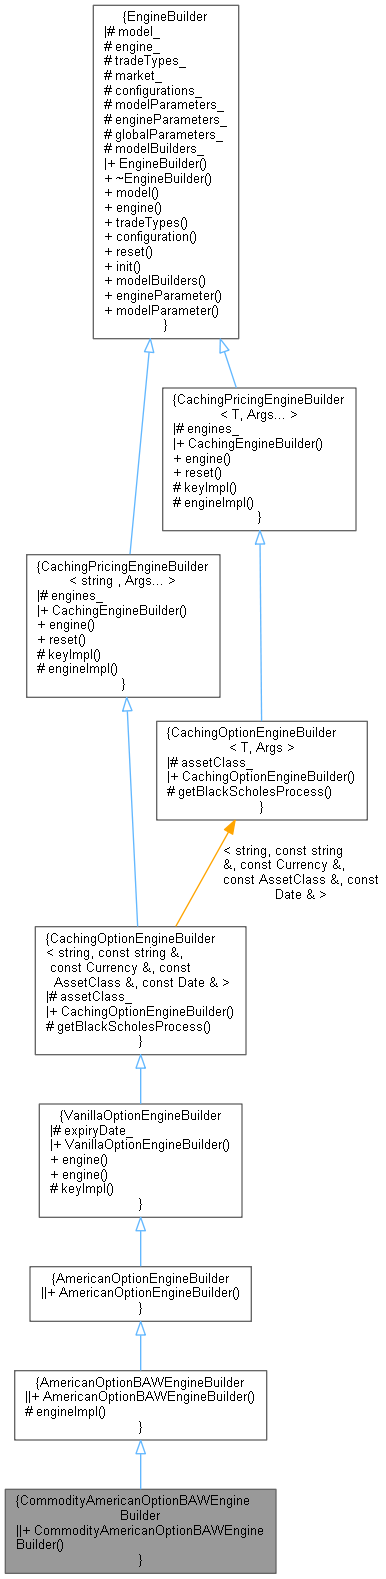 {EngineBuilder
|# model_
# engine_
# tradeTypes_
# market_
# configurations_
# modelParameters_
# engineParameters_
# globalParameters_
# modelBuilders_
|+ EngineBuilder()
+ ~EngineBuilder()
+ model()
+ engine()
+ tradeTypes()
+ configuration()
+ reset()
+ init()
+ modelBuilders()
+ engineParameter()
+ modelParameter()
}
{CachingPricingEngineBuilder
< T, Args... >
|# engines_
|+ CachingEngineBuilder()
+ engine()
+ reset()
# keyImpl()
# engineImpl()
}
{CachingPricingEngineBuilder
< string , Args... >
|# engines_
|+ CachingEngineBuilder()
+ engine()
+ reset()
# keyImpl()
# engineImpl()
}
{CachingOptionEngineBuilder
< T, Args >
|# assetClass_
|+ CachingOptionEngineBuilder()
# getBlackScholesProcess()
}
< string, const string
&, const Currency &,
const AssetClass &, const
Date & >
{CachingOptionEngineBuilder
< string, const string &,
const Currency &, const
AssetClass &, const Date & >
|# assetClass_
|+ CachingOptionEngineBuilder()
# getBlackScholesProcess()
}
{VanillaOptionEngineBuilder
|# expiryDate_
|+ VanillaOptionEngineBuilder()
+ engine()
+ engine()
# keyImpl()
}
{AmericanOptionEngineBuilder
||+ AmericanOptionEngineBuilder()
}
{AmericanOptionBAWEngineBuilder
||+ AmericanOptionBAWEngineBuilder()
# engineImpl()
}
{CommodityAmericanOptionBAWEngine
Builder
||+ CommodityAmericanOptionBAWEngine
Builder()
}